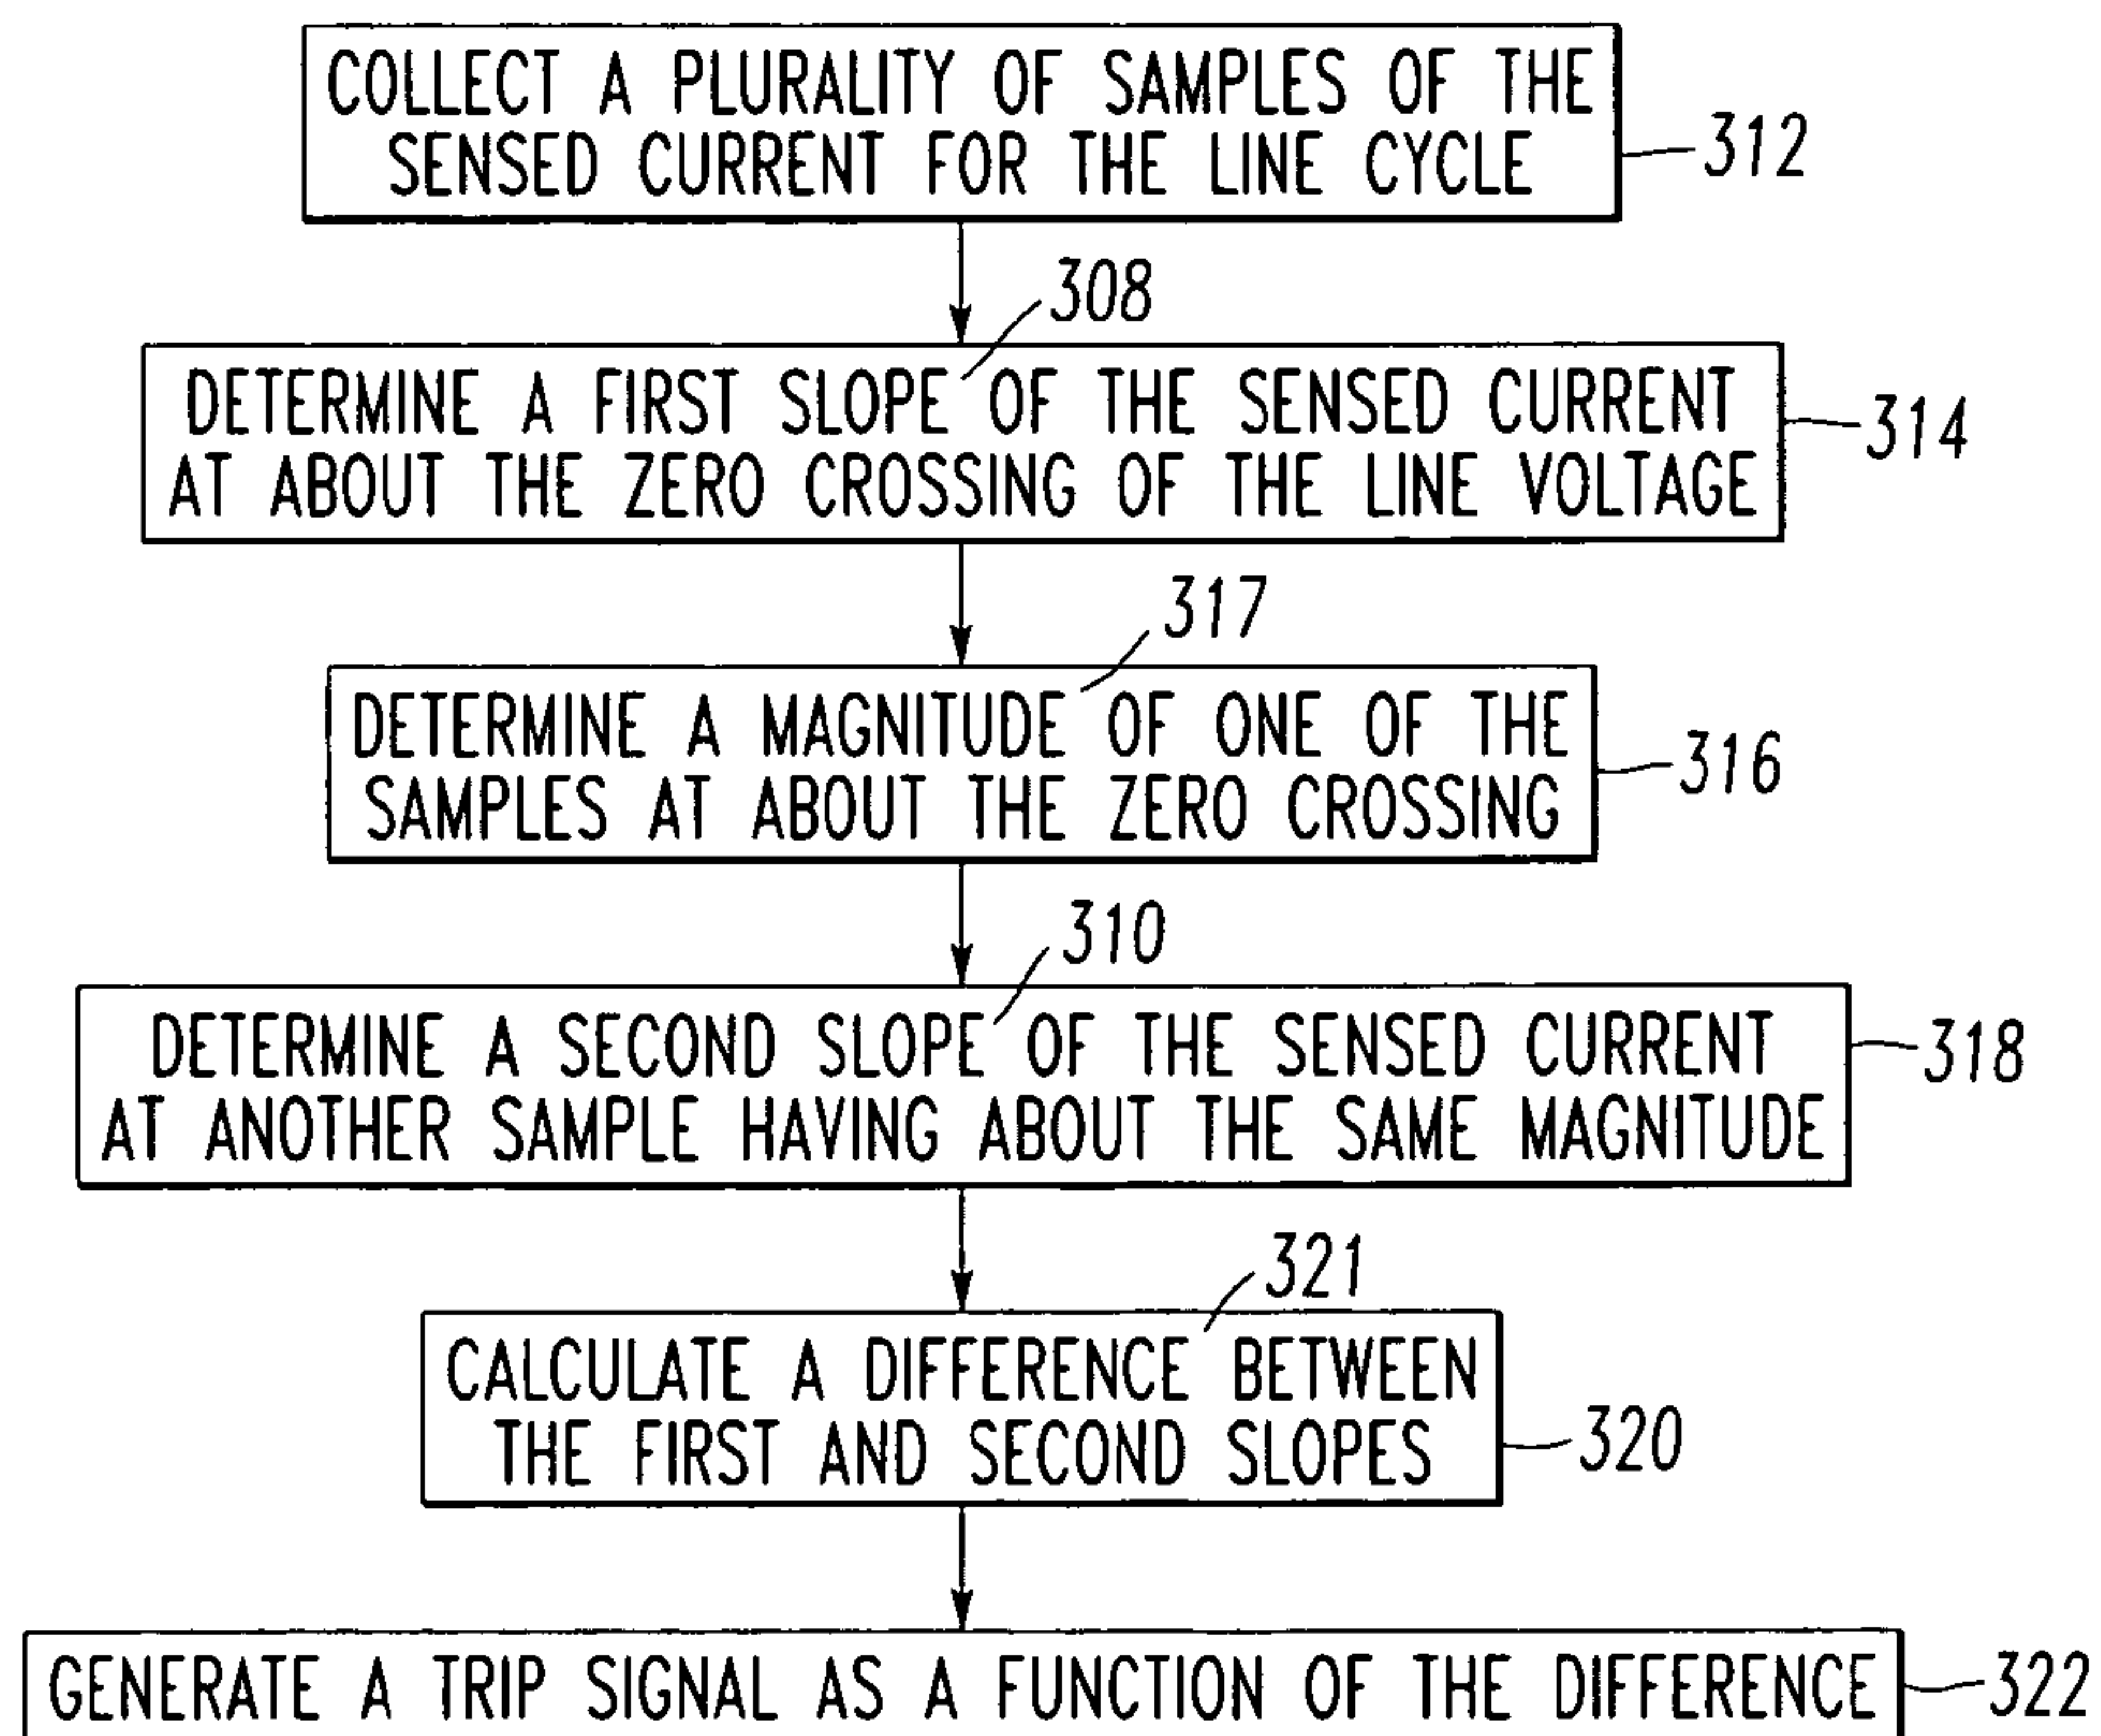 COLLECT A PLURALITY OF SAMPLES OF THE
SENSED CURRENT FOR THE LINE CYCLE
312
308
DETERMINE A FIRST SLOPE OF THE SENSED CURRENT
AT ABOUT THE ZERO CROSSING OF THE LINE VOLTAGE
314
317
DETERMINE A MAGNITUDE OF ONE OF THE
SAMPLES AT ABOUT THE ZERO CROSSING
316
310
DETERMINE A SECOND SLOPE OF THE SENSED CURRENT
AT ANOTHER SAMPLE HAVING ABOUT THE SAME MAGNITUDE
318
321
CALCULATE A DIFFERENCE BETWEEN
THE FIRST AND SECOND SLOPES
320
GENERATE A TRIP SIGNAL AS A FUNCTION OF THE DIFFERENCE
322